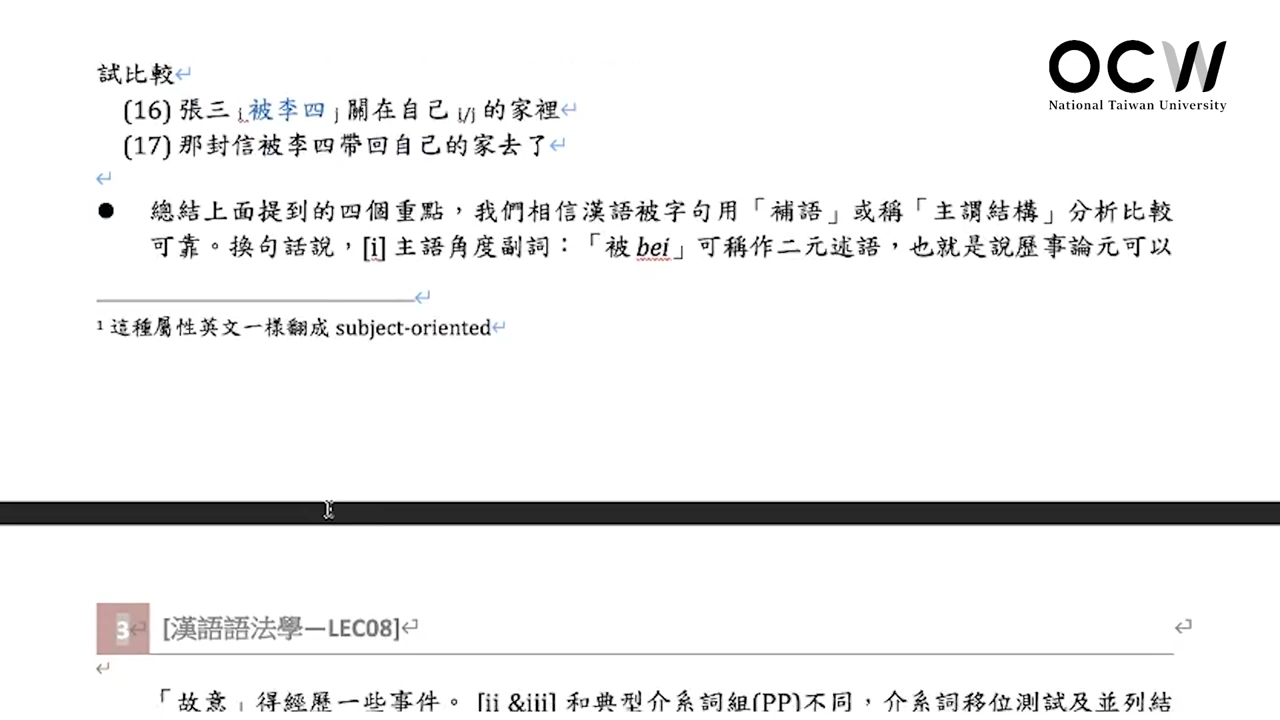 OCW
National Taiwan University
試比較
(16) 張三 i 被李四 j 關在自己 i/j 的家裡
(17) 那封信被李四帶回自己的家去了
● 總結上面提到的四個重點，我們相信漢語被字句用「補語」或稱「主謂結構」分析比較
可靠。換句話說，[i] 主語角度副詞：「被 bei」可稱作二元述語，也就是說歷事論元可以
1 這種屬性英文一樣翻成 subject-oriented
3 [漢語語法學—LEC08]
「故意」得經歷一些事件。 [ii &iii] 和典型介系詞組(PP)不同，介系詞移位測試及並列結